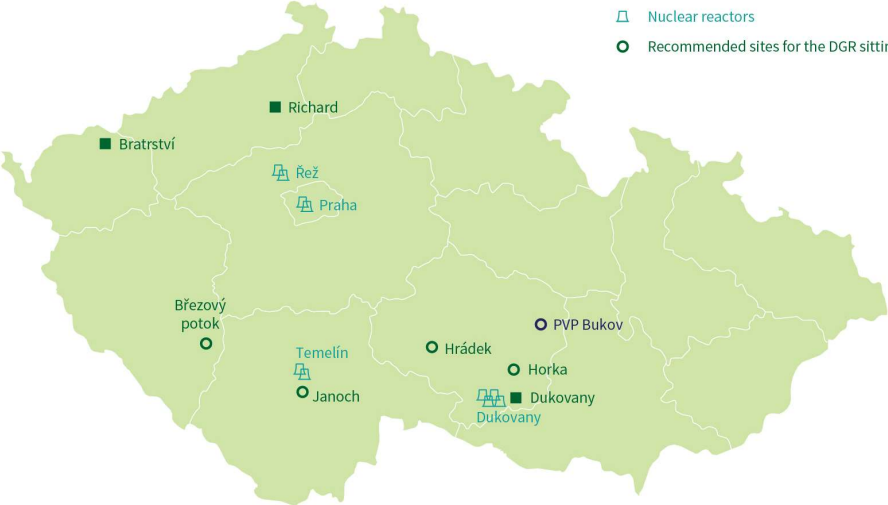 Nuclear reactors
Recommended sites for the DGR
Richard
Bratrství
Řež
Praha
Březový
potok
PVP Bukov
Hrádek
Temelín
Horka
Janoch
Dukovany
Dukovany